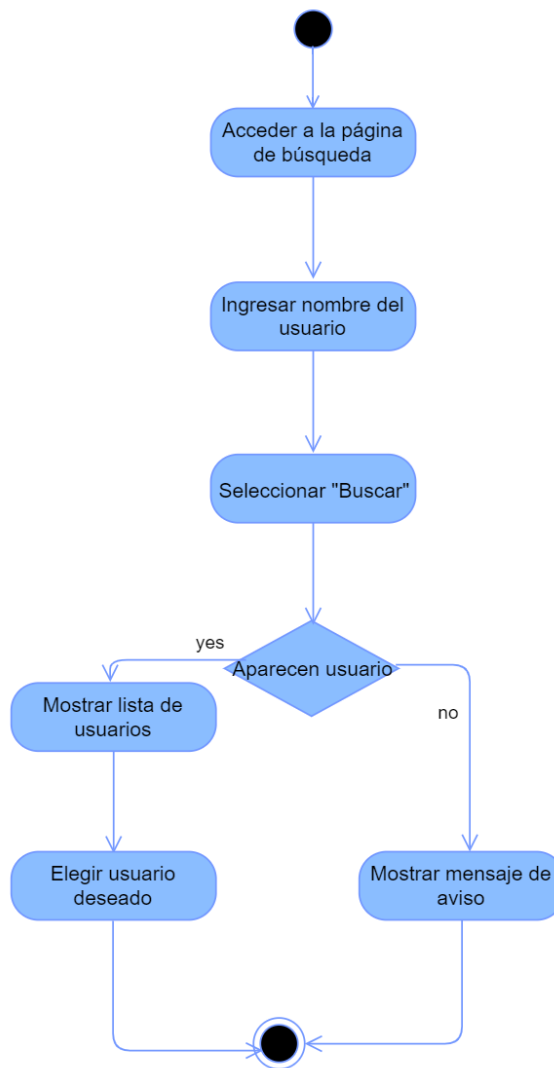 Acceder a la página
de búsqueda
Ingresar nombre del
usuario
Seleccionar "Buscar"
yes
Aparecen usuario
no
Mostrar lista de
usuarios
Elegir usuario
deseado
Mostrar mensaje de
aviso